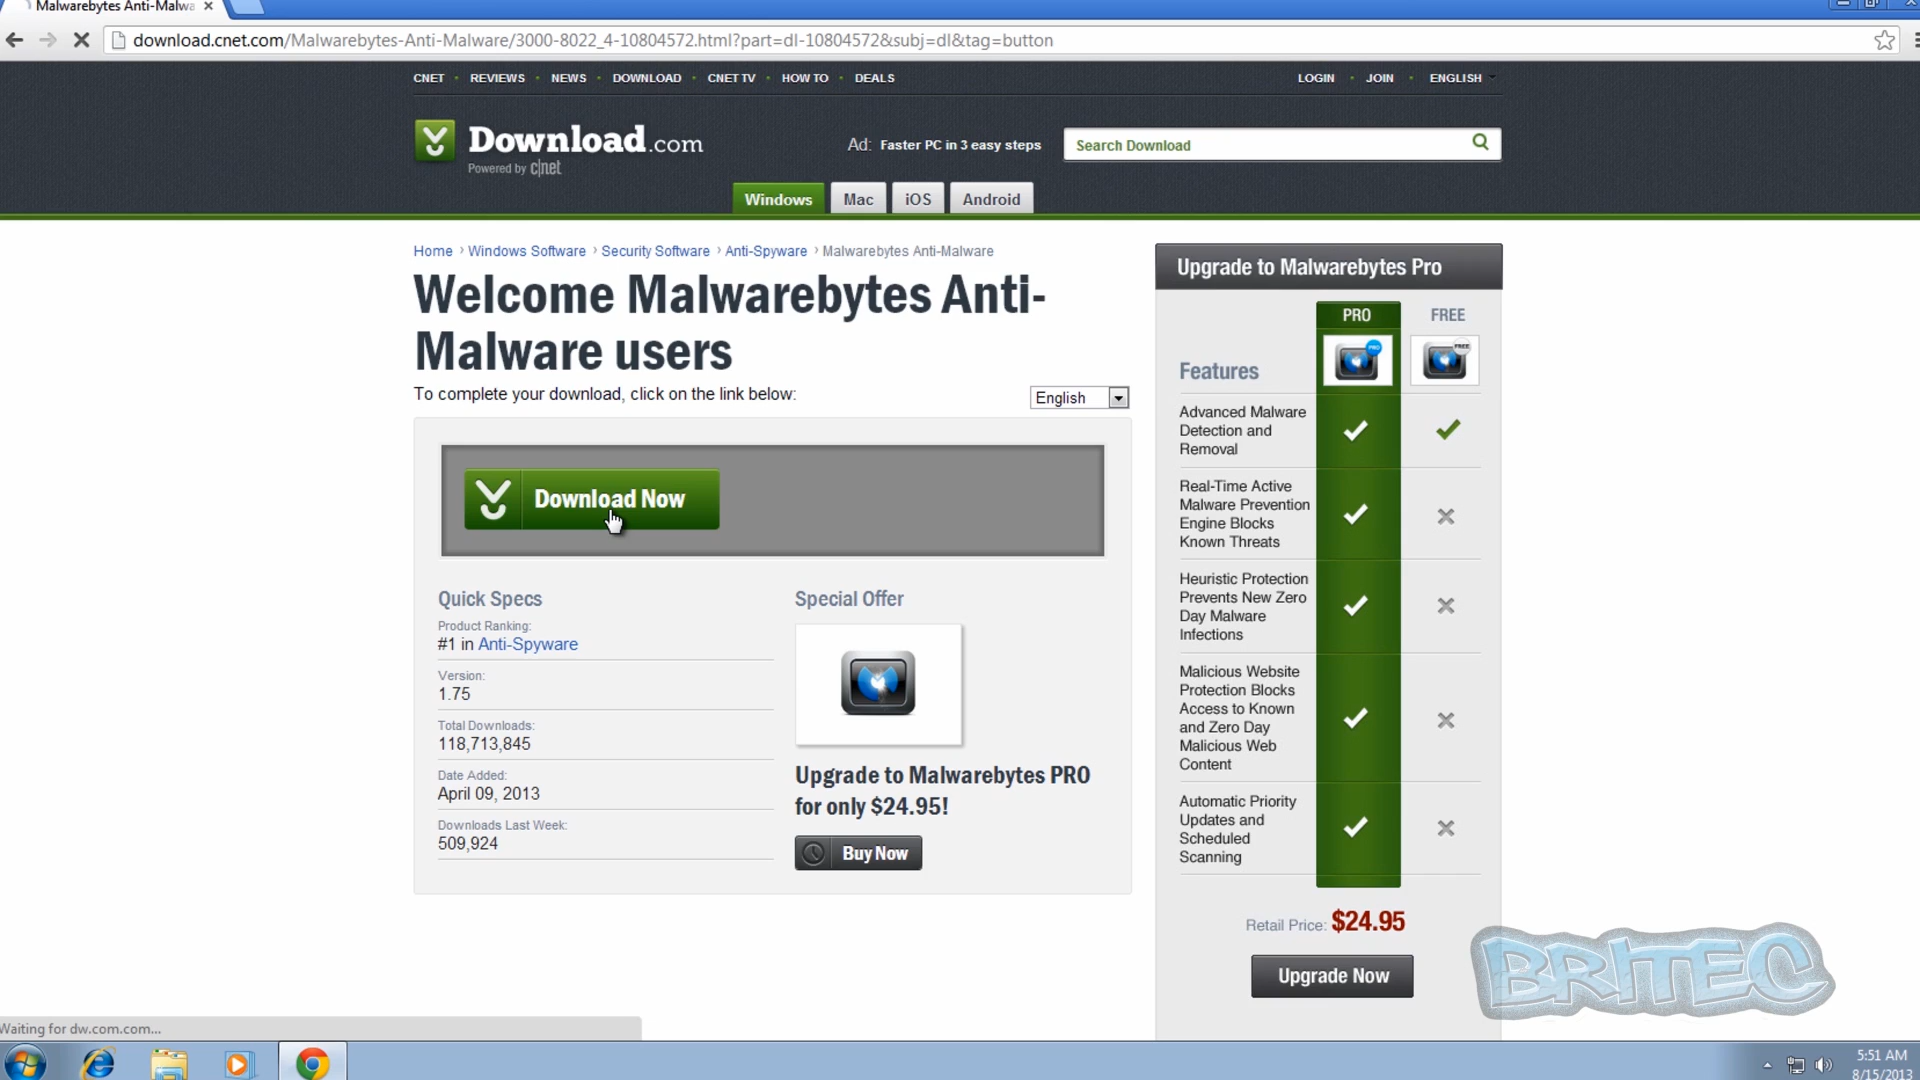 Malwarebytes Anti-Malwa
download.cnet.com/Malwarebytes-Anti-Malware/3000-8022_4-10804572.html?part=dl-10804572&subj=dl&tag=button
CNET REVIEWS NEWS DOWNLOAD CNET TV HOW TO DEALS
LOGIN JOIN ENGLISH
Download.com
Powered by c|net
Ad: Faster PC in 3 easy steps
Search Download
Windows Mac iOS Android
Home › Windows Software › Security Software › Anti-Spyware › Malwarebytes Anti-Malware
Welcome Malwarebytes Anti-
Malware users
To complete your download, click on the link below:
English
Download Now
Quick Specs
Product Ranking:
#1 in Anti-Spyware
Version:
1.75
Total Downloads:
118,713,845
Date Added:
April 09, 2013
Downloads Last Week:
509,924
Special Offer
Upgrade to Malwarebytes PRO
for only $24.95!
Buy Now
Upgrade to Malwarebytes Pro
PRO FREE
PRO FREE
Features
Advanced Malware
Detection and
Removal
Real-Time Active
Malware Prevention
Engine Blocks
Known Threats
Heuristic Protection
Prevents New Zero
Day Malware
Infections
Malicious Website
Protection Blocks
Access to Known
and Zero Day
Malicious Web
Content
Automatic Priority
Updates and
Scheduled
Scanning
Retail Price: $24.95
Upgrade Now
BRITEC
Waiting for dw.com.com...
5:51 AM
8/15/2013